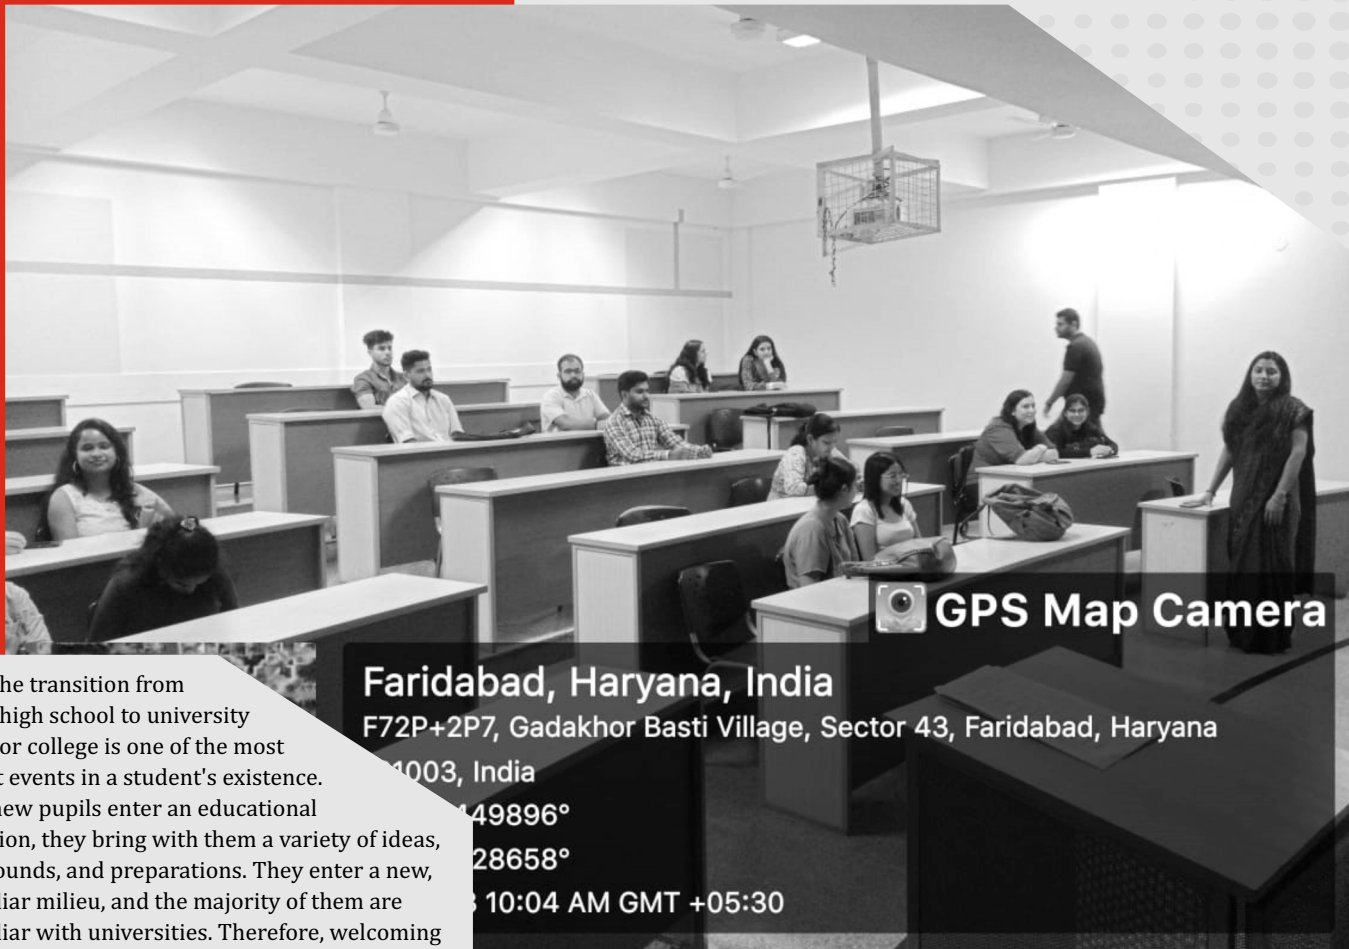 GPS Map Camera
Faridabad, Haryana, India
F72P+2P7, Gadakhor Basti Village, Sector 43, Faridabad, Haryana
1003, India
49896°
28658°
10:04 AM GMT +05:30
he transition from
high school to university
or college is one of the most
t events in a student's existence.
new pupils enter an educational
ion, they bring with them a variety of ideas,
ounds, and preparations. They enter a new,
liar milieu, and the majority of them are
liar with universities. Therefore, welcoming